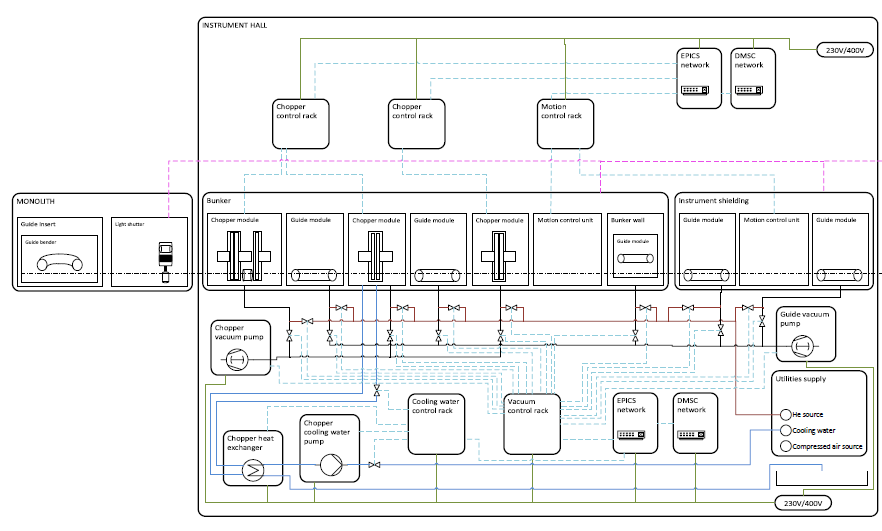 INSTRUMENT HALL
230V/400V
EPICS
network
DMSC
network
Chopper
control rack
Chopper
control rack
Motion
control rack
MONOLITH
Guide insert
Guide bender
Light shutter
Bunker
Chopper module
Guide module
Chopper module
Guide module
Chopper module
Motion control unit
Bunker wall
Guide module
Instrument shielding
Guide module
Motion control unit
Guide module
Chopper
vacuum pump
Guide vacuum
pump
Utilities supply
He source
Cooling water
Compressed air source
Cooling water
control rack
Vacuum
control rack
EPICS
network
DMSC
network
Chopper
cooling water
pump
Chopper heat
exchanger
230V/400V